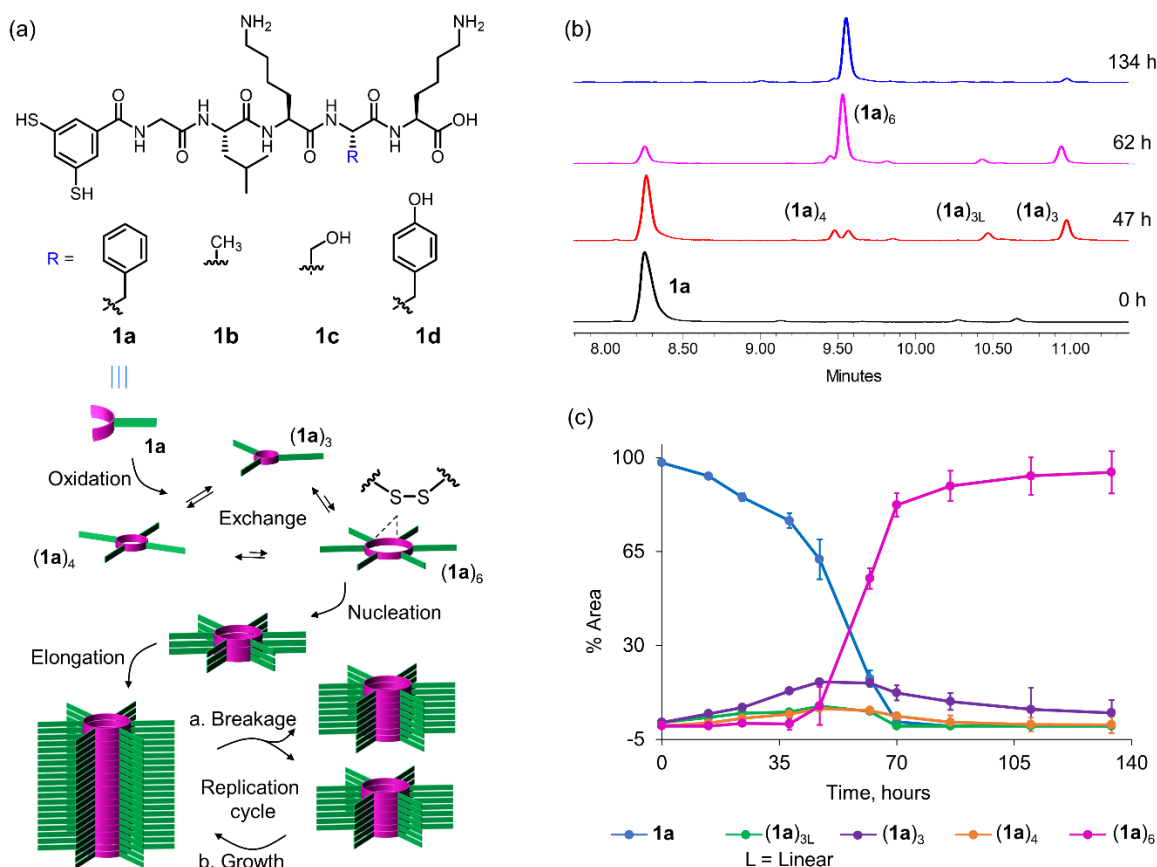 (a)
NH₂
NH₂
HS
O
N
H
O
H
N
O
N
H
O
H
N
R
N
H
O
OH
O
SH
R =
CH₃
OH
OH
1a
1b
1c
1d
1a
Oxidation
(1a)₃
S–S
Exchange
(1a)₄
(1a)₆
Nucleation
Elongation
a. Breakage
Replication
cycle
b. Growth
(b)
134 h
(1a)₆
62 h
(1a)₄
(1a)₃L
(1a)₃
47 h
1a
0 h
8.00 8.50 9.00 9.50 10.00 10.50 11.00
Minutes
(c)
100
65
30
-5
% Area
0 35 70 105 140
Time, hours
1a (1a)₃L (1a)₃ (1a)₄ (1a)₆
L = Linear